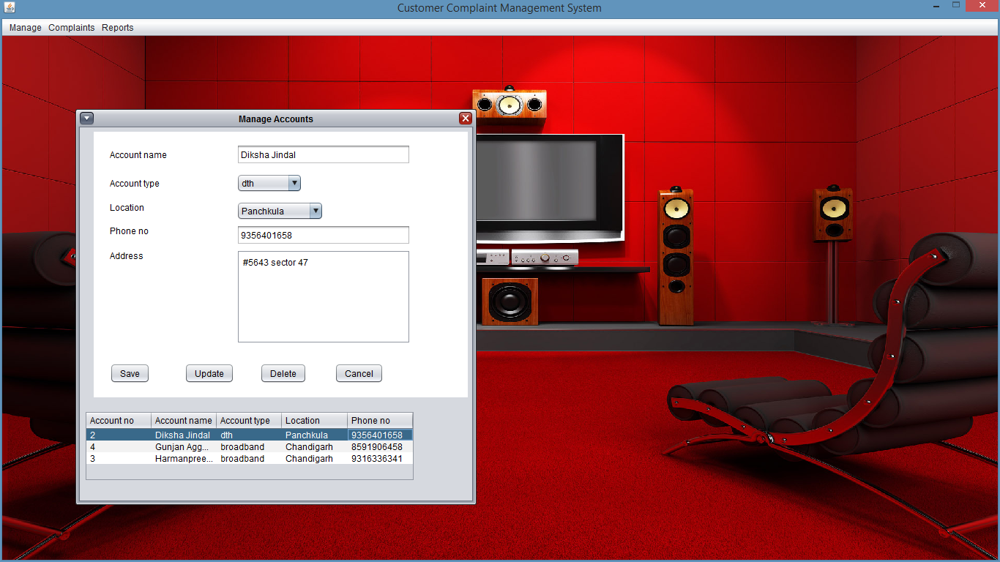 Customer Complaint Management System
Manage Complaints Reports
Manage Accounts
Account name Diksha Jindal
Account type dth
Location Panchkula
Phone no 9356401658
Address #5643 sector 47
Save Update Delete Cancel
Account no Account name Account type Location Phone no
2 Diksha Jindal dth Panchkula 9356401658
4 Gunjan Agg... broadband Chandigarh 8591906458
3 Harmanpree... broadband Chandigarh 9316336341